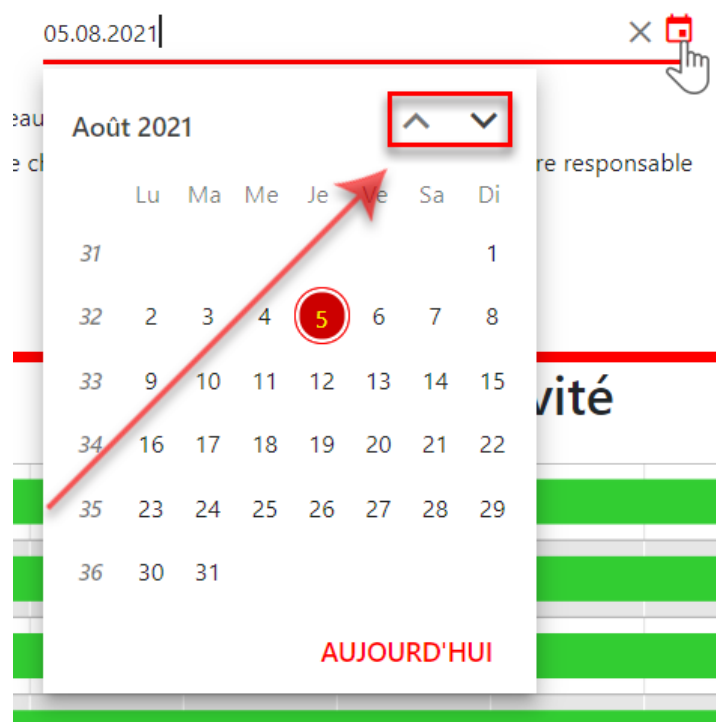 05.08.2021
eau
Août 2021
e ch
re responsable
Lu Ma Me Je Ve Sa Di
31 1
32 2 3 4 5 6 7 8
33 9 10 11 12 13 14 15
vité
34 16 17 18 19 20 21 22
35 23 24 25 26 27 28 29
36 30 31
AUJOURD'HUI